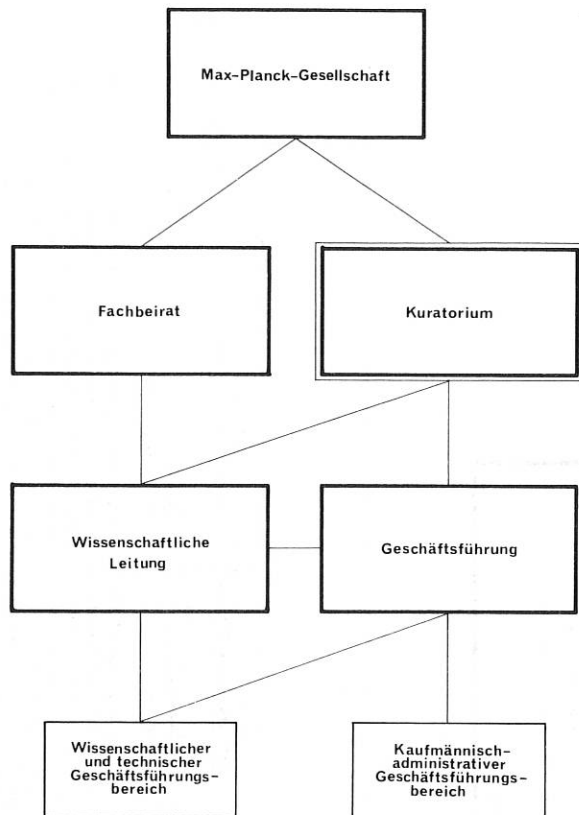 Max-Planck-Gesellschaft
Fachbeirat
Kuratorium
Wissenschaftliche
Leitung
Geschäftsführung
Wissenschaftlicher
und technischer
Geschäftsführungs-
bereich
Kaufmännisch-
administrativer
Geschäftsführungs-
bereich